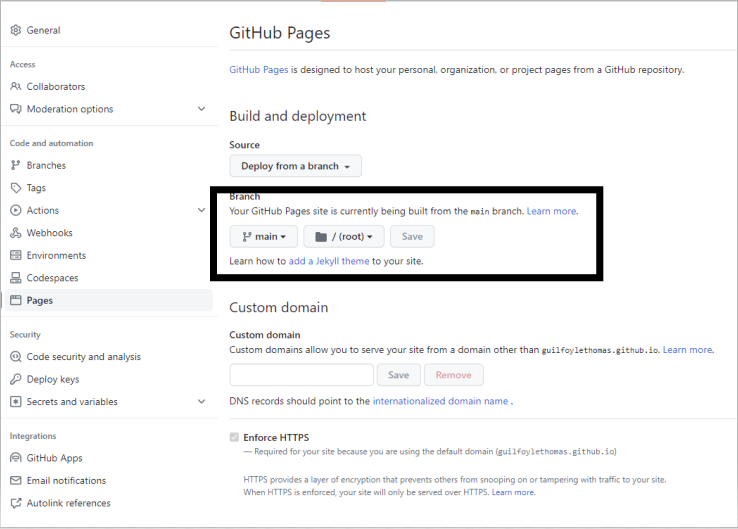 General
Access
Collaborators
Moderation options
Code and automation
Branches
Tags
Actions
Webhooks
Environments
Codespaces
Pages
Security
Code security and analysis
Deploy keys
Secrets and variables
Integrations
GitHub Apps
Email notifications
Autolink references
GitHub Pages
GitHub Pages is designed to host your personal, organization, or project pages from a GitHub repository.
Build and deployment
Source
Deploy from a branch
Branch
Your GitHub Pages site is currently being built from the main branch. Learn more.
main / (root) Save
Learn how to add a Jekyll theme to your site.
Custom domain
Custom domain
Custom domains allow you to serve your site from a domain other than guilfoylethomas.github.io. Learn more.
Save Remove
DNS records should point to the internationalized domain name .
Enforce HTTPS
— Required for your site because you are using the default domain (guilfoylethomas.github.io)
HTTPS provides a layer of encryption that prevents others from snooping on or tampering with traffic to your site.
When HTTPS is enforced, your site will only be served over HTTPS. Learn more.